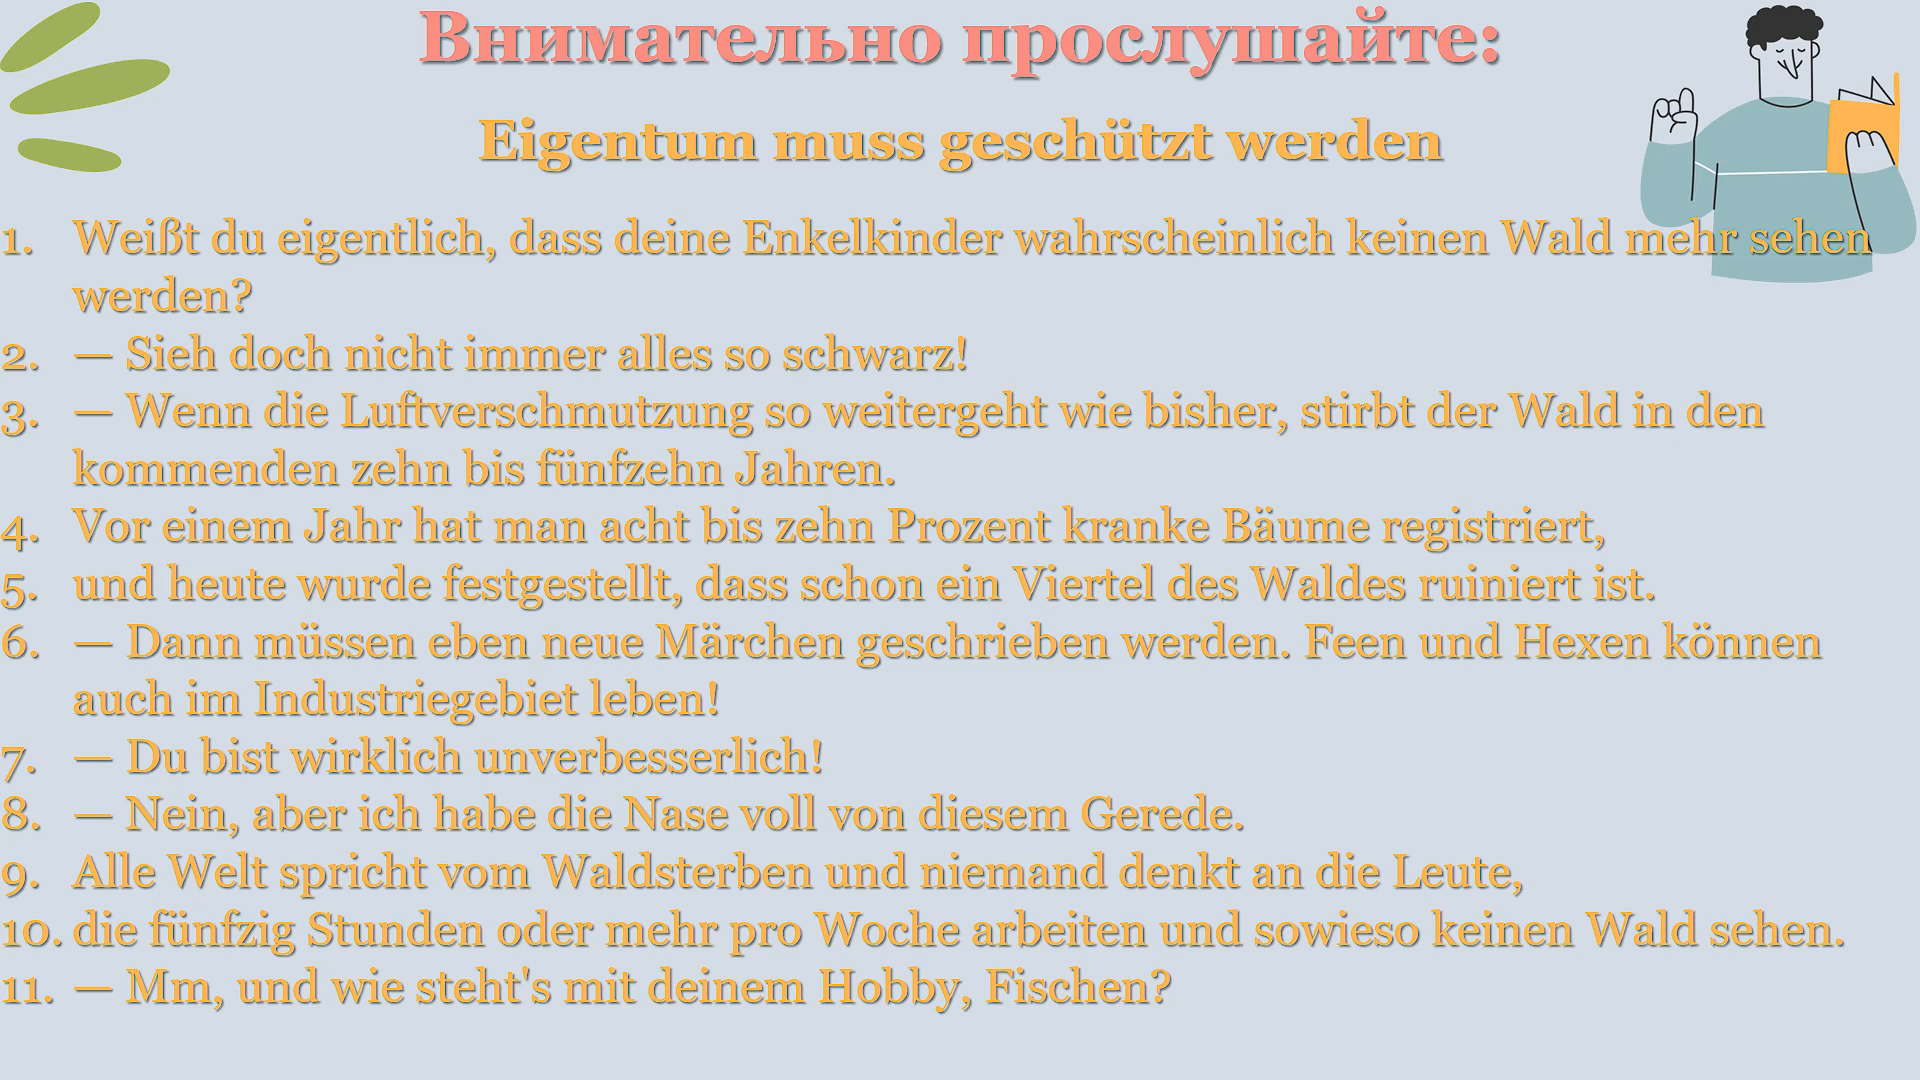 Внимательно прослушайте:
Eigentum muss geschützt werden
1. Weißt du eigentlich, dass deine Enkelkinder wahrscheinlich keinen Wald mehr sehen
werden?
2. — Sieh doch nicht immer alles so schwarz!
3. — Wenn die Luftverschmutzung so weitergeht wie bisher, stirbt der Wald in den
kommenden zehn bis fünfzehn Jahren.
4. Vor einem Jahr hat man acht bis zehn Prozent kranke Bäume registriert,
5. und heute wurde festgestellt, dass schon ein Viertel des Waldes ruiniert ist.
6. — Dann müssen eben neue Märchen geschrieben werden. Feen und Hexen können
auch im Industriegebiet leben!
7. — Du bist wirklich unverbesserlich!
8. — Nein, aber ich habe die Nase voll von diesem Gerede.
9. Alle Welt spricht vom Waldsterben und niemand denkt an die Leute,
10. die fünfzig Stunden oder mehr pro Woche arbeiten und sowieso keinen Wald sehen.
11. — Mm, und wie steht's mit deinem Hobby, Fischen?